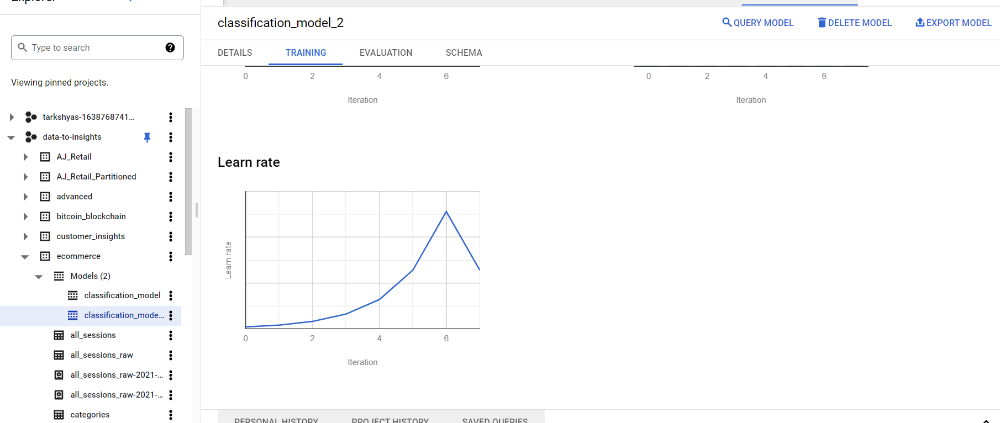 Explorer
Type to search
Viewing pinned projects.
tarkshyas-1638768741...
data-to-insights
AJ_Retail
AJ_Retail_Partitioned
advanced
bitcoin_blockchain
customer_insights
ecommerce
Models (2)
classification_model
classification_mode...
all_sessions
all_sessions_raw
all_sessions_raw-2021-...
all_sessions_raw-2021-...
categories
classification_model_2
QUERY MODEL DELETE MODEL EXPORT MODEL
DETAILS TRAINING EVALUATION SCHEMA
0 2 4 6
Iteration
0 2 4 6
Iteration
Learn rate
Learn rate
0 2 4 6
Iteration
PERSONAL HISTORY PROJECT HISTORY SAVED QUERIES